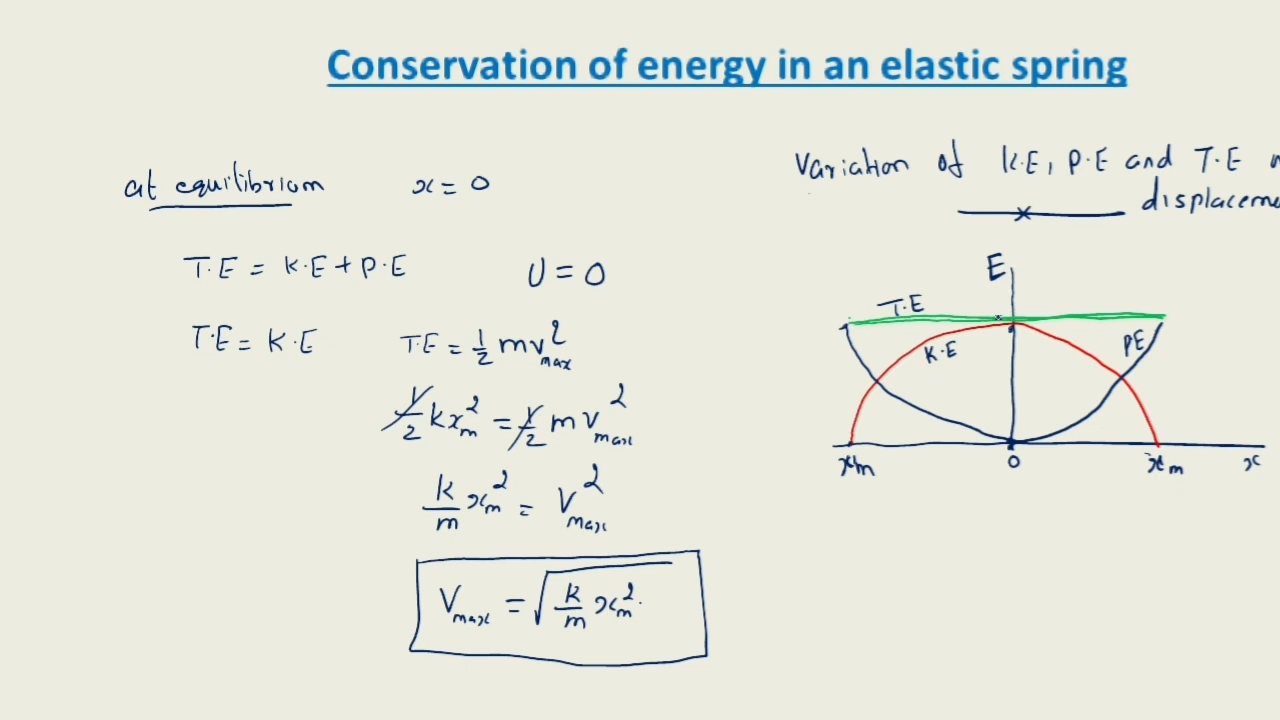 Conservation of energy in an elastic spring
at equilibrium x = 0
T.E = K.E + P.E U = 0
T.E = K.E T.E = 1/2 mv²max
1/2 kx²m = 1/2 mv²max
k/m x²m = V²max
Vmax = √k/m x²m
Variation of K.E, P.E and T.E
displaceme
E
T.E
K.E
PE
xm 0 xm x